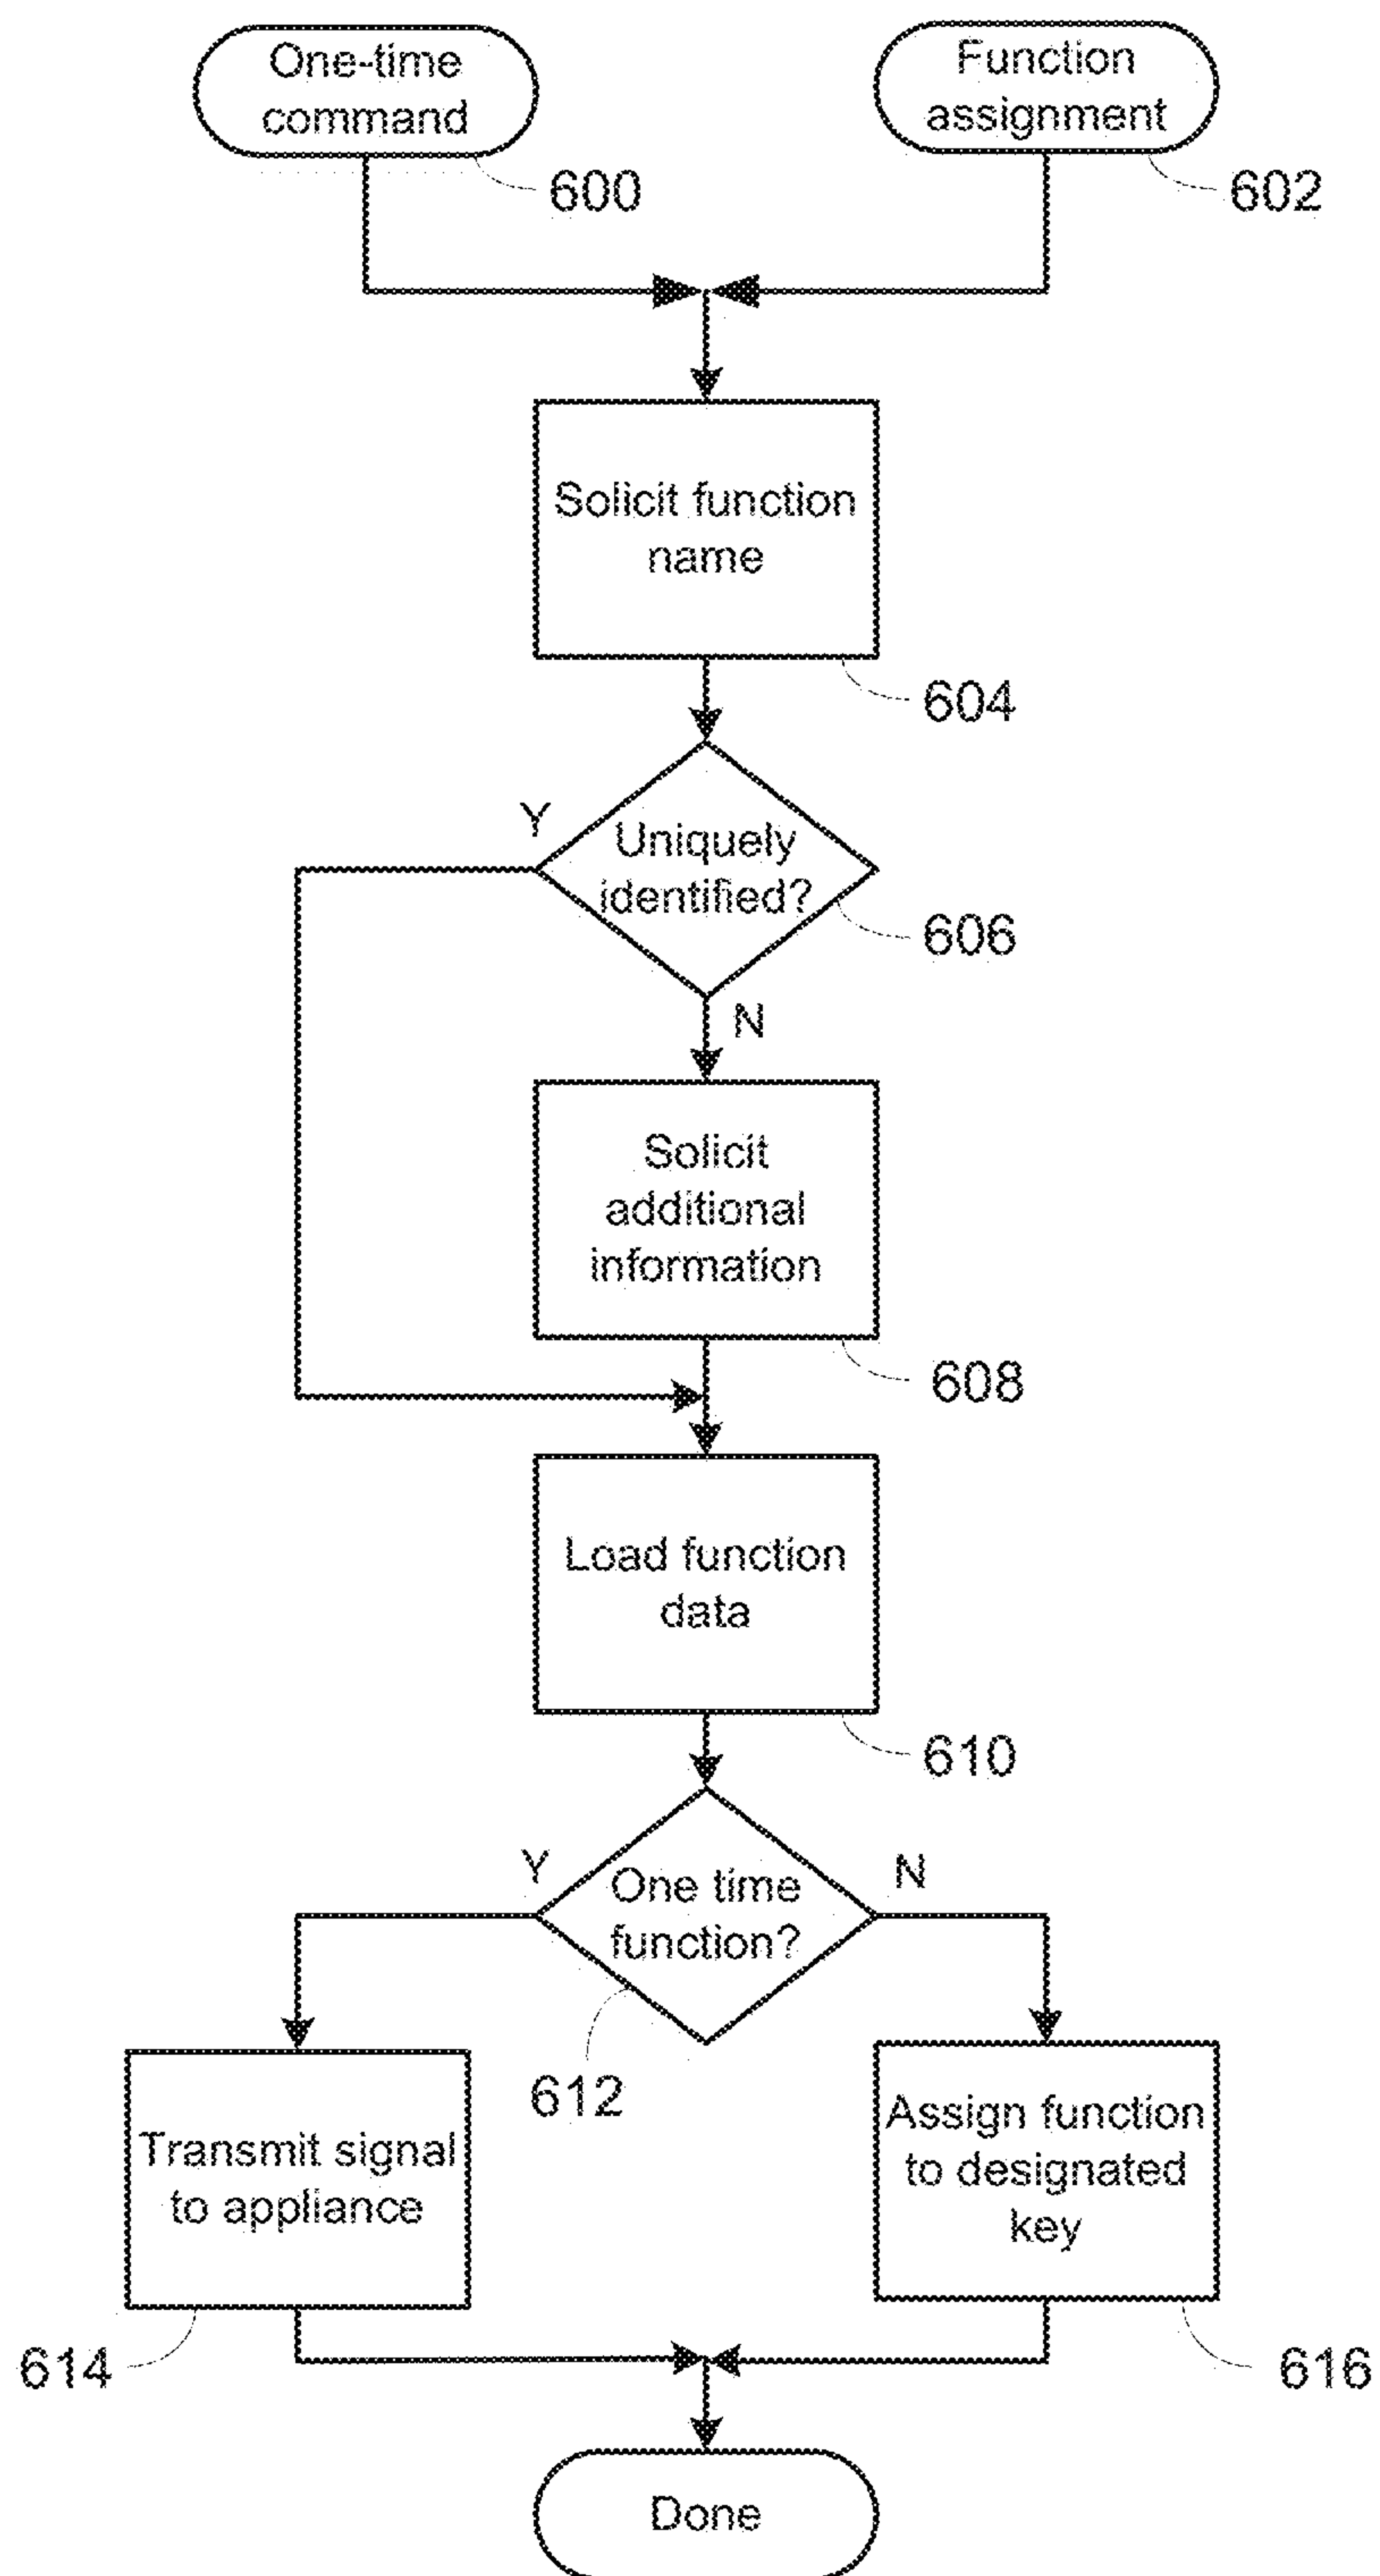 One-time
command
600
Function
assignment
602
Solicit function
name
604
Y
Uniquely
identified?
606
N
Solicit
additional
information
608
Load function
data
610
Y
One time
function?
N
612
Transmit signal
to appliance
614
Assign function
to designated
key
616
Done